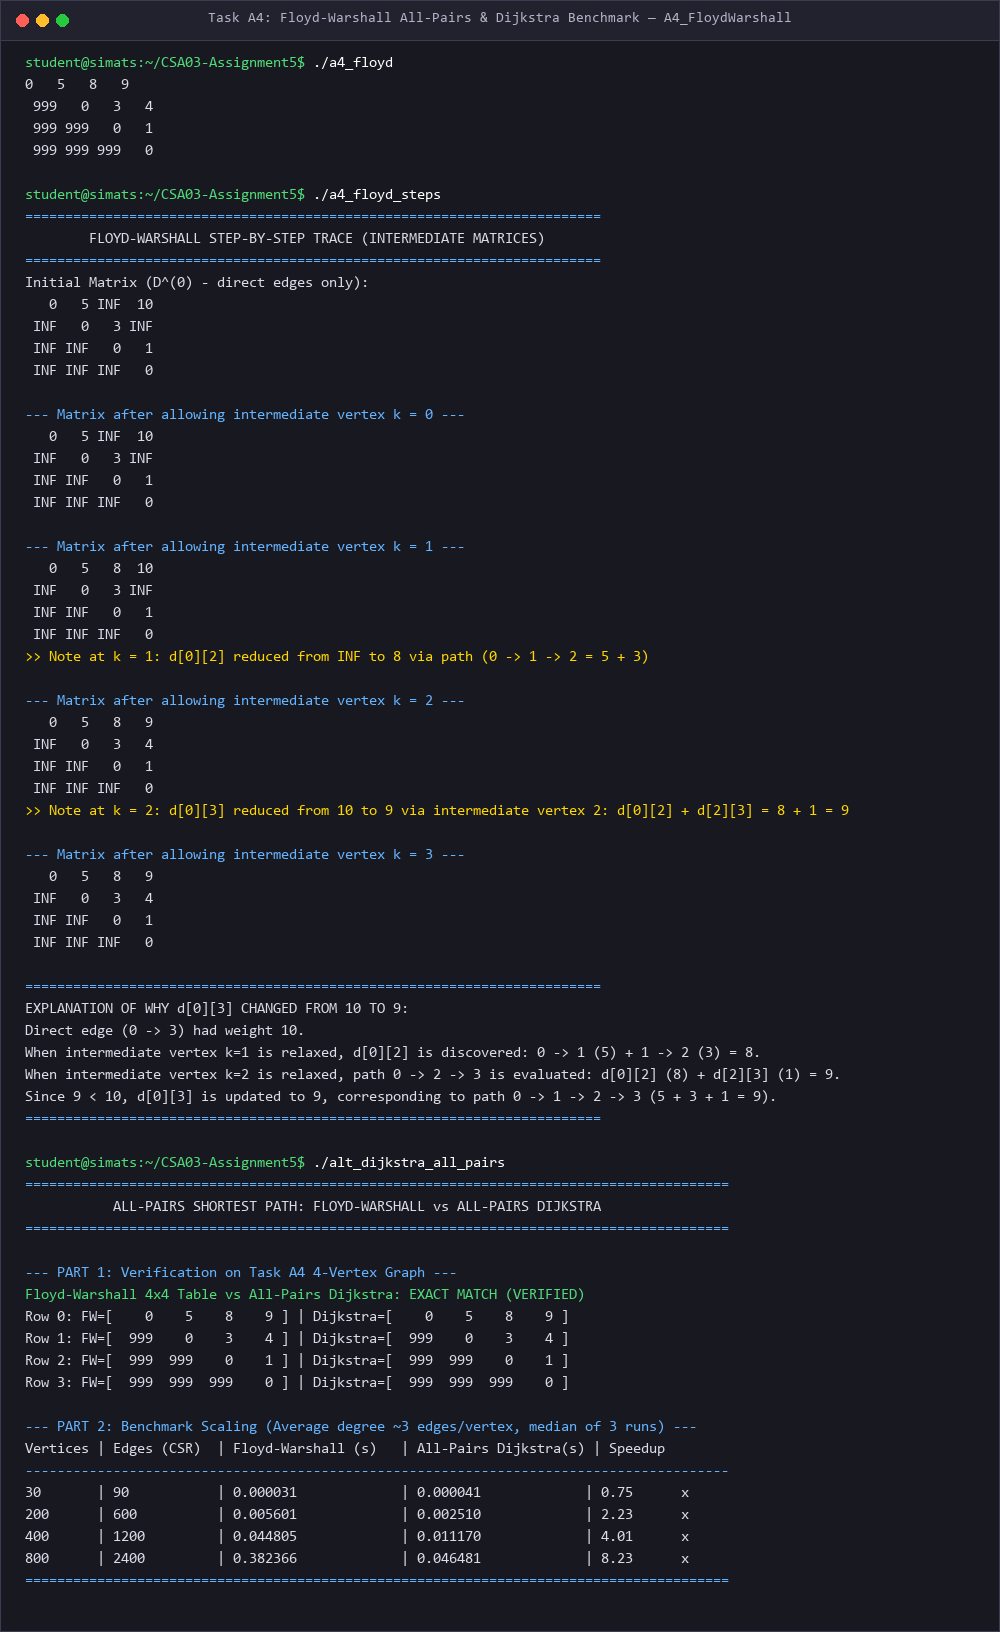 Task A4: Floyd-Warshall All-Pairs & Dijkstra Benchmark — A4_FloydWarshall
student@simats:~/CSA03-Assignment5$ ./a4_floyd
0   5   8   9
 999   0   3   4
 999 999   0   1
 999 999 999   0
student@simats:~/CSA03-Assignment5$ ./a4_floyd_steps
========================================================================
        FLOYD-WARSHALL STEP-BY-STEP TRACE (INTERMEDIATE MATRICES)
========================================================================
Initial Matrix (D^(0) - direct edges only):
   0   5 INF  10
 INF   0   3 INF
 INF INF   0   1
 INF INF INF   0
--- Matrix after allowing intermediate vertex k = 0 ---
   0   5 INF  10
 INF   0   3 INF
 INF INF   0   1
 INF INF INF   0
--- Matrix after allowing intermediate vertex k = 1 ---
   0   5   8  10
 INF   0   3 INF
 INF INF   0   1
 INF INF INF   0
>> Note at k = 1: d[0][2] reduced from INF to 8 via path (0 -> 1 -> 2 = 5 + 3)
--- Matrix after allowing intermediate vertex k = 2 ---
   0   5   8   9
 INF   0   3   4
 INF INF   0   1
 INF INF INF   0
>> Note at k = 2: d[0][3] reduced from 10 to 9 via intermediate vertex 2: d[0][2] + d[2][3] = 8 + 1 = 9
--- Matrix after allowing intermediate vertex k = 3 ---
   0   5   8   9
 INF   0   3   4
 INF INF   0   1
 INF INF INF   0
========================================================================
EXPLANATION OF WHY d[0][3] CHANGED FROM 10 TO 9:
Direct edge (0 -> 3) had weight 10.
When intermediate vertex k=1 is relaxed, d[0][2] is discovered: 0 -> 1 (5) + 1 -> 2 (3) = 8.
When intermediate vertex k=2 is relaxed, path 0 -> 2 -> 3 is evaluated: d[0][2] (8) + d[2][3] (1) = 9.
Since 9 < 10, d[0][3] is updated to 9, corresponding to path 0 -> 1 -> 2 -> 3 (5 + 3 + 1 = 9).
========================================================================
student@simats:~/CSA03-Assignment5$ ./alt_dijkstra_all_pairs
========================================================================================
           ALL-PAIRS SHORTEST PATH: FLOYD-WARSHALL vs ALL-PAIRS DIJKSTRA
========================================================================================
--- PART 1: Verification on Task A4 4-Vertex Graph ---
Floyd-Warshall 4x4 Table vs All-Pairs Dijkstra: EXACT MATCH (VERIFIED)
Row 0: FW=[    0    5    8    9 ] | Dijkstra=[    0    5    8    9 ]
Row 1: FW=[  999    0    3    4 ] | Dijkstra=[  999    0    3    4 ]
Row 2: FW=[  999  999    0    1 ] | Dijkstra=[  999  999    0    1 ]
Row 3: FW=[  999  999  999    0 ] | Dijkstra=[  999  999  999    0 ]
--- PART 2: Benchmark Scaling (Average degree ~3 edges/vertex, median of 3 runs) ---
Vertices | Edges (CSR)  | Floyd-Warshall (s)   | All-Pairs Dijkstra(s) | Speedup
----------------------------------------------------------------------------------------
30       | 90           | 0.000031             | 0.000041             | 0.75      x
200      | 600          | 0.005601             | 0.002510             | 2.23      x
400      | 1200         | 0.044805             | 0.011170             | 4.01      x
800      | 2400         | 0.382366             | 0.046481             | 8.23      x
========================================================================================